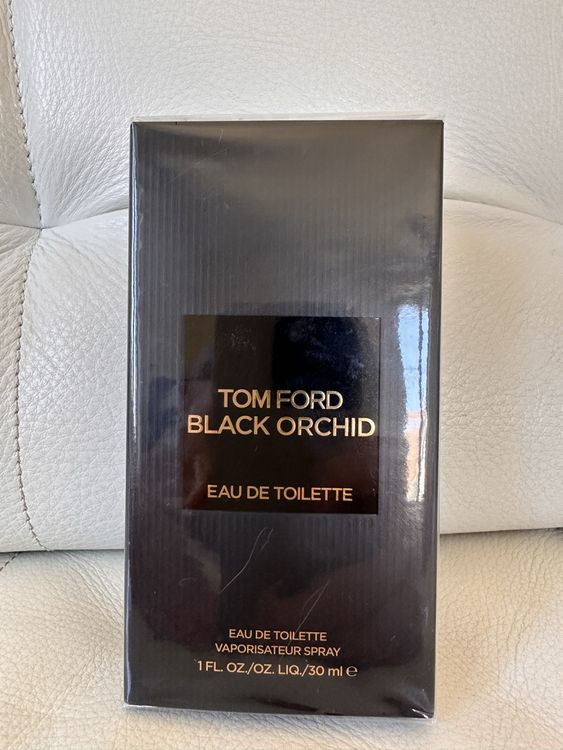 TOM FORD
BLACK ORCHID
EAU DE TOILETTE
EAU DE TOILETTE
VAPORISATEUR SPRAY
1 FL. OZ./OZ. LIQ./30 ml ℮